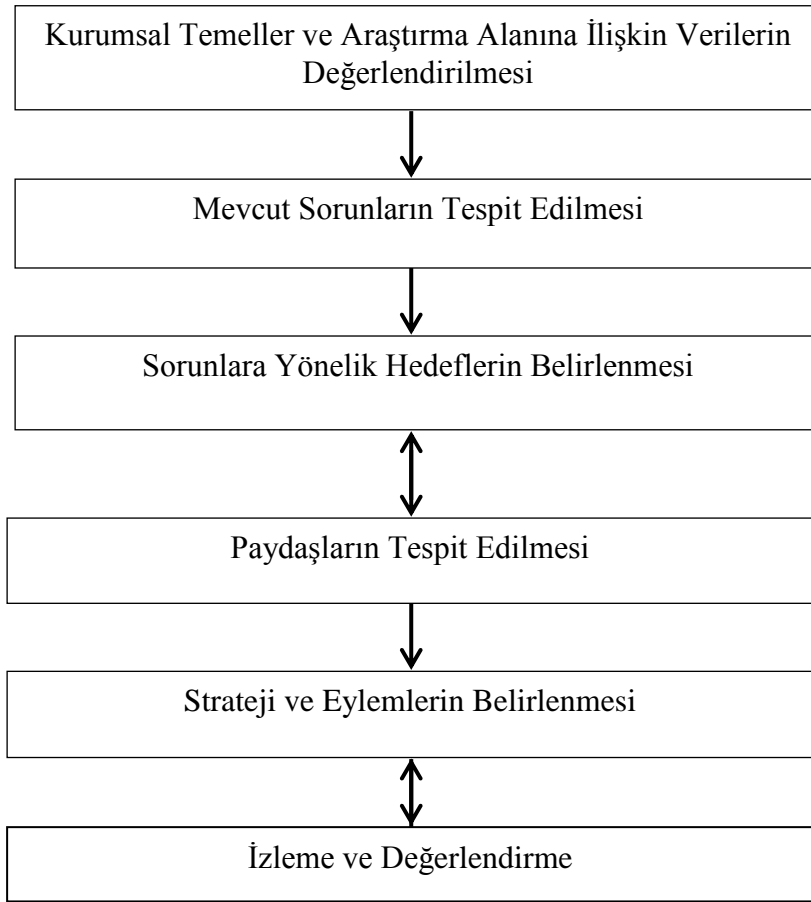 Kurumsal Temeller ve Araştırma Alanına İlişkin Verilerin
Değerlendirilmesi
Mevcut Sorunların Tespit Edilmesi
Sorunlara Yönelik Hedeflerin Belirlenmesi
Paydaşların Tespit Edilmesi
Strateji ve Eylemlerin Belirlenmesi
İzleme ve Değerlendirme